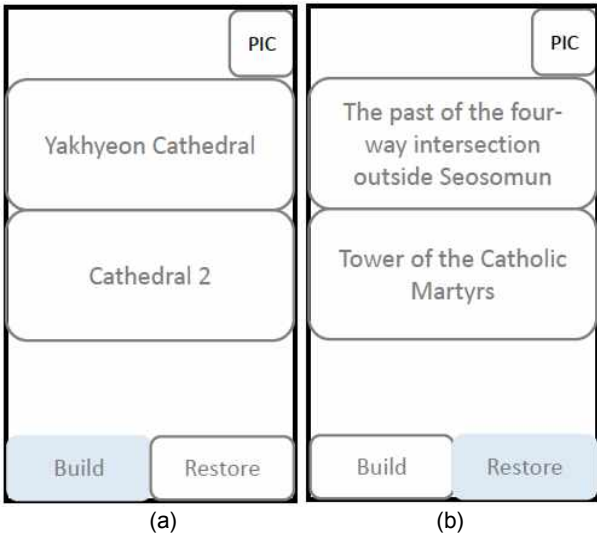 PIC
Yakhyeon Cathedral
Cathedral 2
Build
Restore
(a)
PIC
The past of the four-
way intersection
outside Seosomun
Tower of the Catholic
Martyrs
Build
Restore
(b)